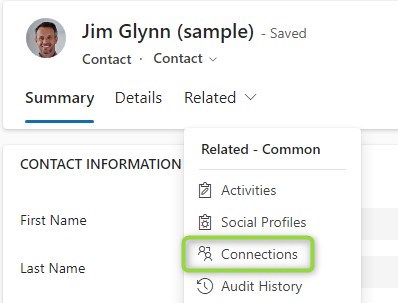 Jim Glynn (sample) - Saved
Contact · Contact
Summary Details Related
Related - Common
CONTACT INFORMATION
Activities
First Name
Social Profiles
Connections
Last Name
Audit History